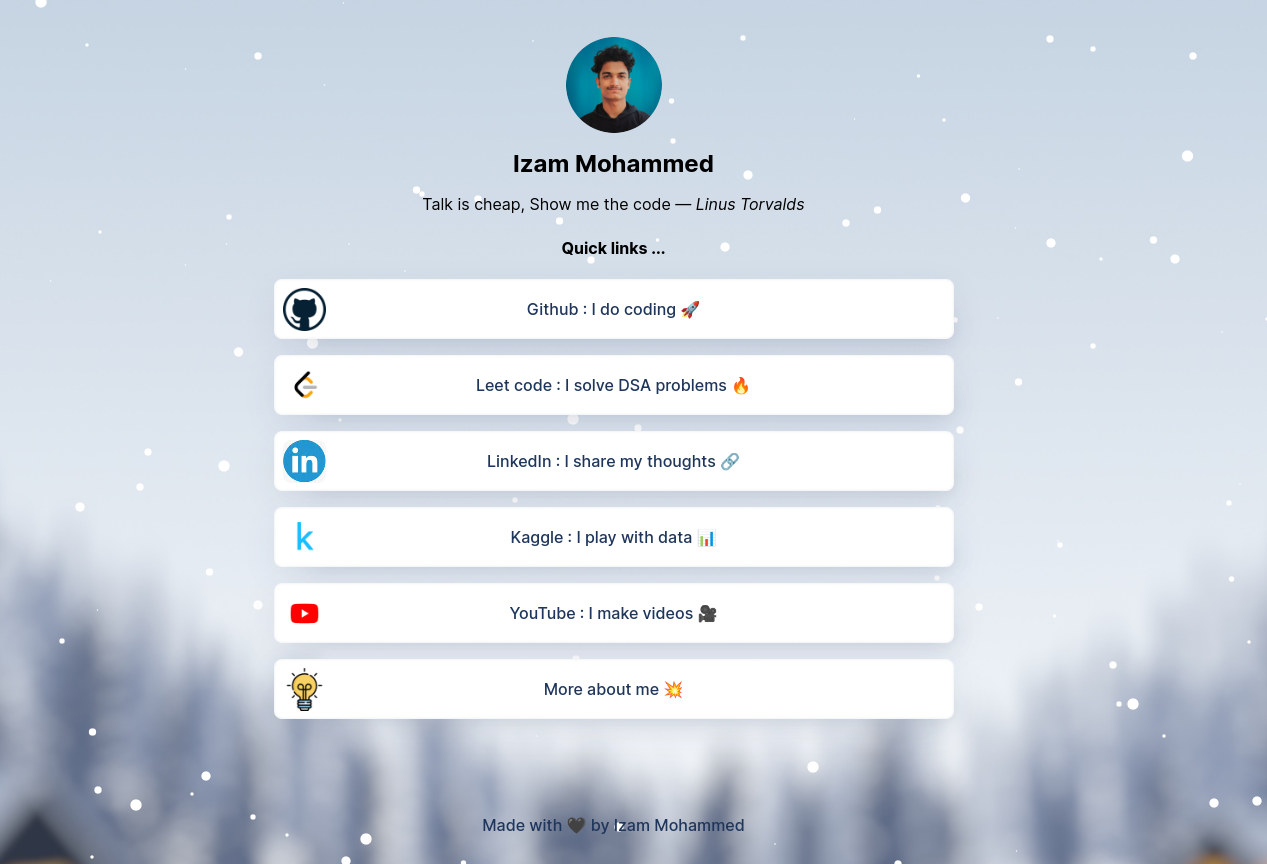 Izam Mohammed
Talk is cheap, Show me the code — Linus Torvalds
Quick links ...
Github : I do coding 🚀
Leet code : I solve DSA problems 🔥
in
LinkedIn : I share my thoughts 🔗
k
Kaggle : I play with data 📊
YouTube : I make videos 🎥
More about me 💥
Made with 🖤 by Izam Mohammed